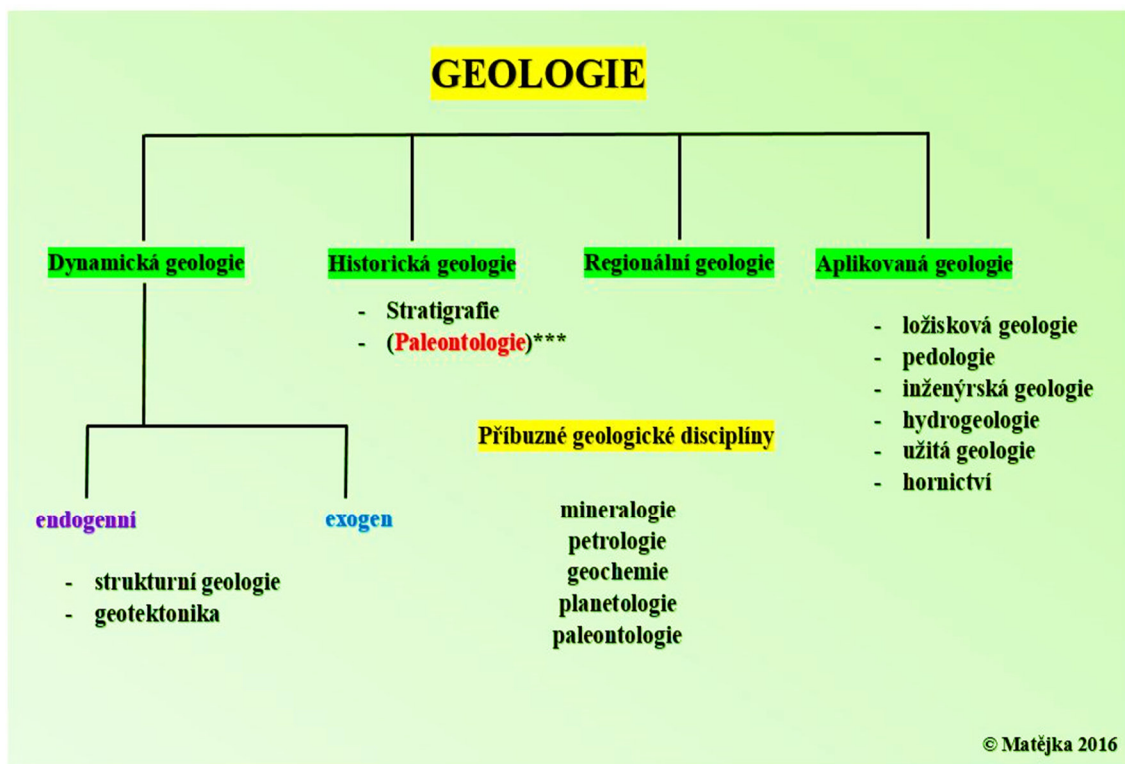 GEOLOGIE
Dynamická geologie
Historická geologie
Regionální geologie
Aplikovaná geologie
- Stratigrafie
- (Paleontologie)***
- ložisková geologie
- pedologie
- inženýrská geologie
- hydrogeologie
- užitá geologie
- hornictví
endogenní
exogen
- strukturní geologie
- geotektonika
Příbuzné geologické disciplíny
mineralogie
petrologie
geochemie
planetologie
paleontologie
© Matějka 2016